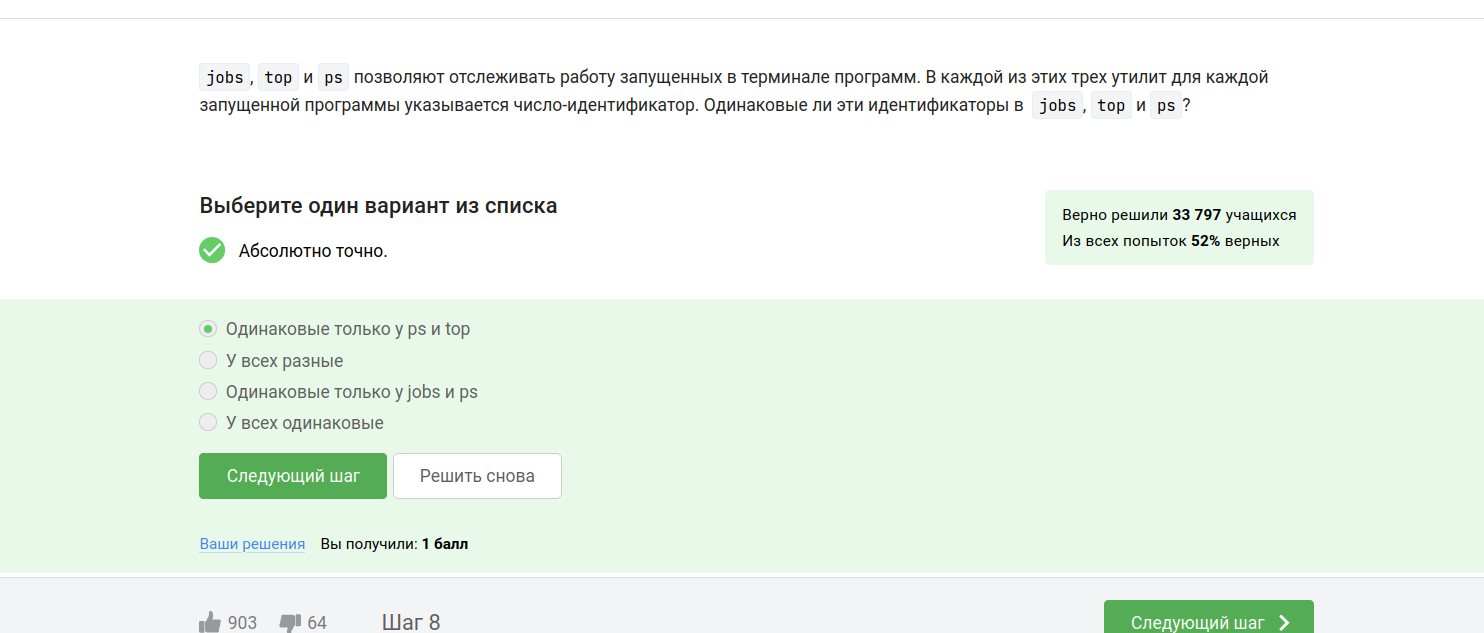 jobs, top и ps позволяют отслеживать работу запущенных в терминале программ. В каждой из этих трех утилит для каждой
запущенной программы указывается число-идентификатор. Одинаковые ли эти идентификаторы в jobs, top и ps?
Выберите один вариант из списка
Абсолютно точно.
Верно решили 33 797 учащихся
Из всех попыток 52% верных
Одинаковые только у ps и top
У всех разные
Одинаковые только у jobs и ps
У всех одинаковые
Следующий шаг Решить снова
Ваши решения Вы получили: 1 балл
903 64 Шаг 8 Следующий шаг